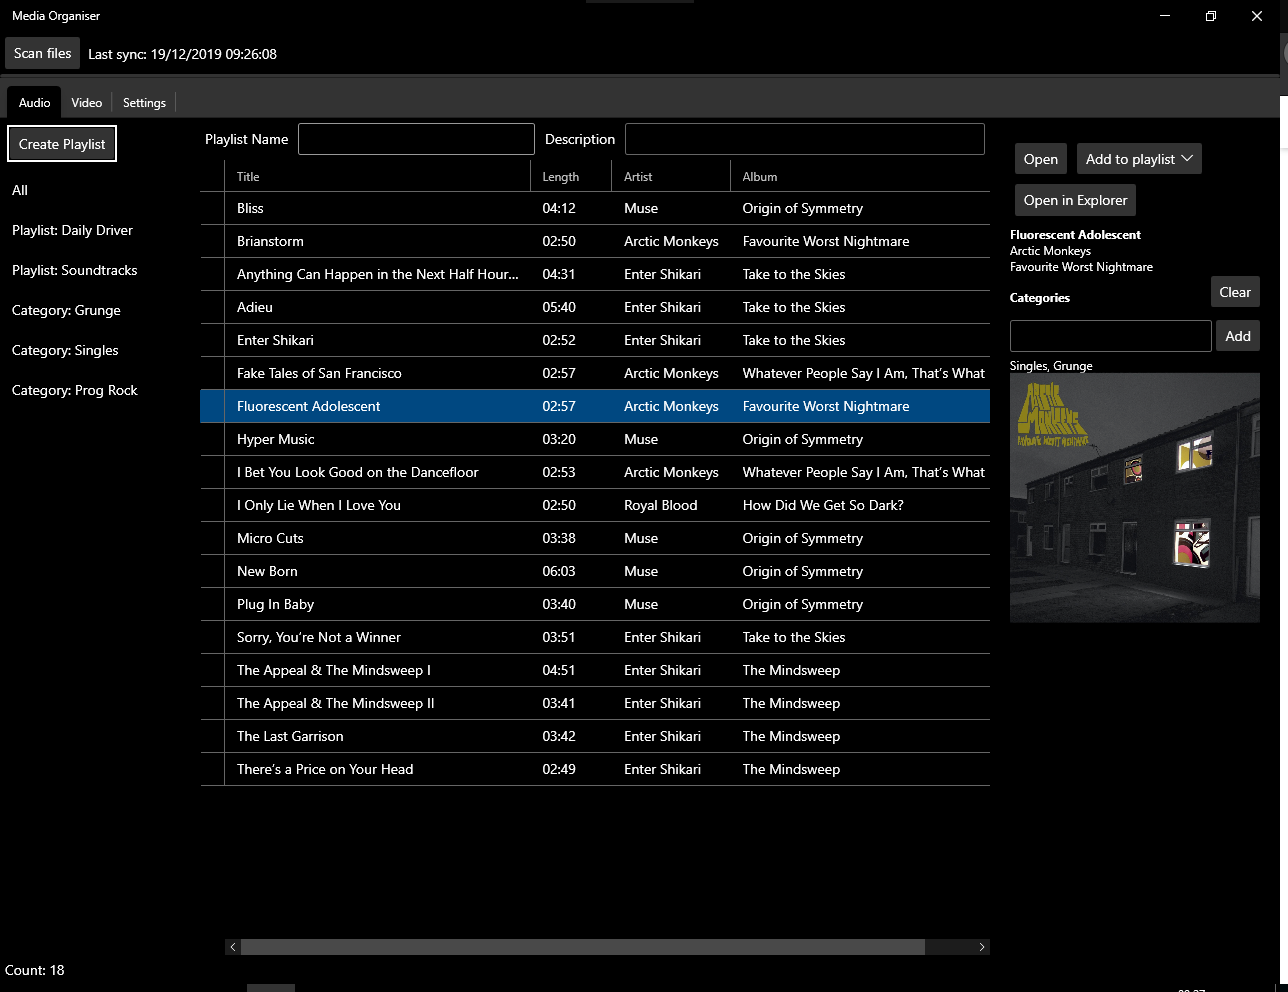 Media Organiser
Scan files Last sync: 19/12/2019 09:26:08
Audio Video Settings
Create Playlist
All
Playlist: Daily Driver
Playlist: Soundtracks
Category: Grunge
Category: Singles
Category: Prog Rock
Playlist Name Description
Title Length Artist Album
Bliss 04:12 Muse Origin of Symmetry
Brianstorm 02:50 Arctic Monkeys Favourite Worst Nightmare
Anything Can Happen in the Next Half Hour... 04:31 Enter Shikari Take to the Skies
Adieu 05:40 Enter Shikari Take to the Skies
Enter Shikari 02:52 Enter Shikari Take to the Skies
Fake Tales of San Francisco 02:57 Arctic Monkeys Whatever People Say I Am, That's What
Fluorescent Adolescent 02:57 Arctic Monkeys Favourite Worst Nightmare
Hyper Music 03:20 Muse Origin of Symmetry
I Bet You Look Good on the Dancefloor 02:53 Arctic Monkeys Whatever People Say I Am, That's What
I Only Lie When I Love You 02:50 Royal Blood How Did We Get So Dark?
Micro Cuts 03:38 Muse Origin of Symmetry
New Born 06:03 Muse Origin of Symmetry
Plug In Baby 03:40 Muse Origin of Symmetry
Sorry, You're Not a Winner 03:51 Enter Shikari Take to the Skies
The Appeal & The Mindsweep I 04:51 Enter Shikari The Mindsweep
The Appeal & The Mindsweep II 03:41 Enter Shikari The Mindsweep
The Last Garrison 03:42 Enter Shikari The Mindsweep
There's a Price on Your Head 02:49 Enter Shikari The Mindsweep
Open Add to playlist
Open in Explorer
Fluorescent Adolescent
Arctic Monkeys
Favourite Worst Nightmare
Categories Clear
Add
Singles, Grunge
ARCTIC
MONKEYS
FAVOURITE WORST NIGHTMARE
Count: 18